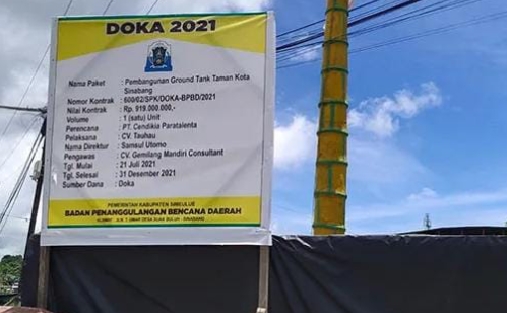 DOKA 2021
Nama Paket : Pembangunan Ground Tank Taman Kota
Sinabang
Nomor Kontrak : 600/02/SPK/DOKA-BPBD/2021
Nilai Kontrak : Rp. 919.000.000,-
Volume : 1 (satu) Unit
Perencana : PT. Cendikia Paratalenta
Pelaksana : CV. Tauhau
Nama Direktur : Samsul Utomo
Pengawas : CV. Gemilang Mandiri Consultant
Tgl. Mulai : 21 Juli 2021
Tgl. Selesai : 31 Desember 2021
Sumber Dana : Doka
PEMERINTAH KABUPATEN SIMEULUE
BADAN PENANGGULANGAN BENCANA DAERAH